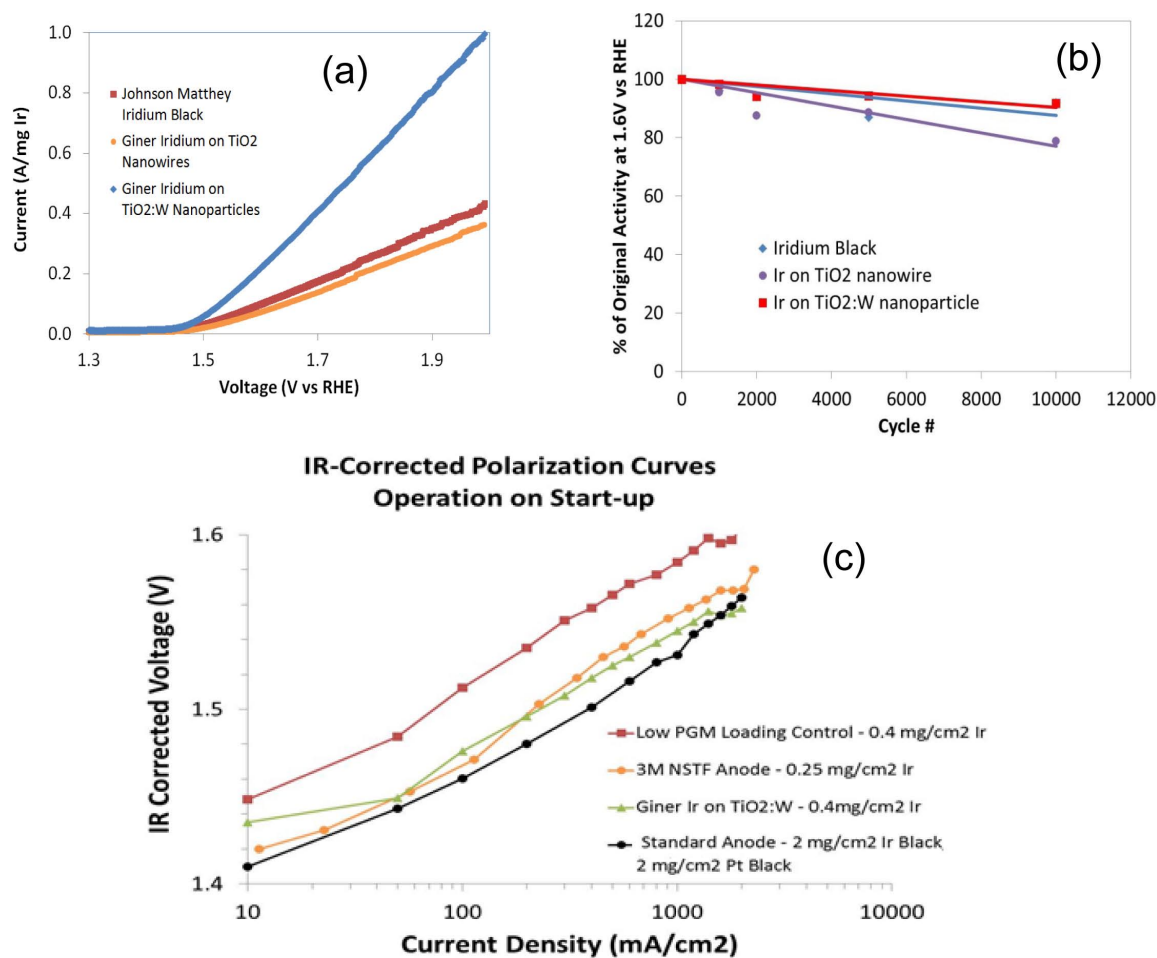 (a)
1.0
0.8
0.6
0.4
0.2
0.0
Current (A/mg Ir)
Johnson Matthey
Iridium Black
Giner Iridium on TiO2
Nanowires
Giner Iridium on
TiO2:W Nanoparticles
1.3 1.5 1.7 1.9
Voltage (V vs RHE)
(b)
120
100
80
60
40
20
0
% of Original Activity at 1.6V vs RHE
Iridium Black
Ir on TiO2 nanowire
Ir on TiO2:W nanoparticle
0 2000 4000 6000 8000 10000 12000
Cycle #
IR-Corrected Polarization Curves
Operation on Start-up
(c)
1.6
1.5
1.4
IR Corrected Voltage (V)
Low PGM Loading Control - 0.4 mg/cm2 Ir
3M NSTF Anode - 0.25 mg/cm2 Ir
Giner Ir on TiO2:W - 0.4mg/cm2 Ir
Standard Anode - 2 mg/cm2 Ir Black,
2 mg/cm2 Pt Black
10 100 1000 10000
Current Density (mA/cm2)